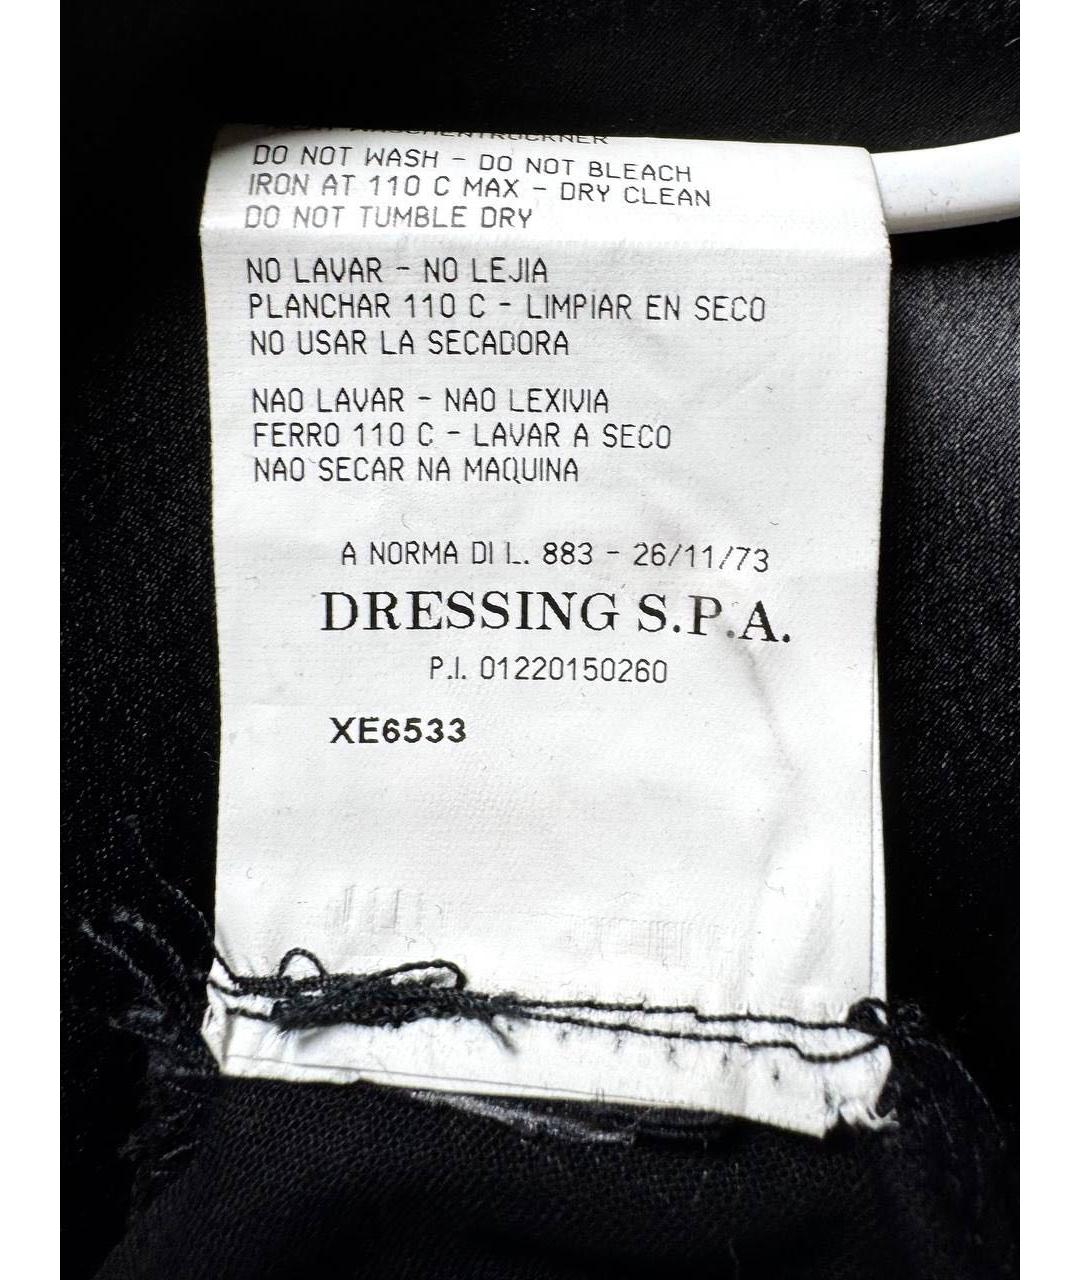 WASCHENTRUCKNER
DO NOT WASH - DO NOT BLEACH
IRON AT 110 C MAX - DRY CLEAN
DO NOT TUMBLE DRY
NO LAVAR - NO LEJIA
PLANCHAR 110 C - LIMPIAR EN SECO
NO USAR LA SECADORA
NAO LAVAR - NAO LEXIVIA
FERRO 110 C - LAVAR A SECO
NAO SECAR NA MAQUINA
A NORMA DI L. 883 - 26/11/73
DRESSING S.P.A.
P.I. 01220150260
XE6533